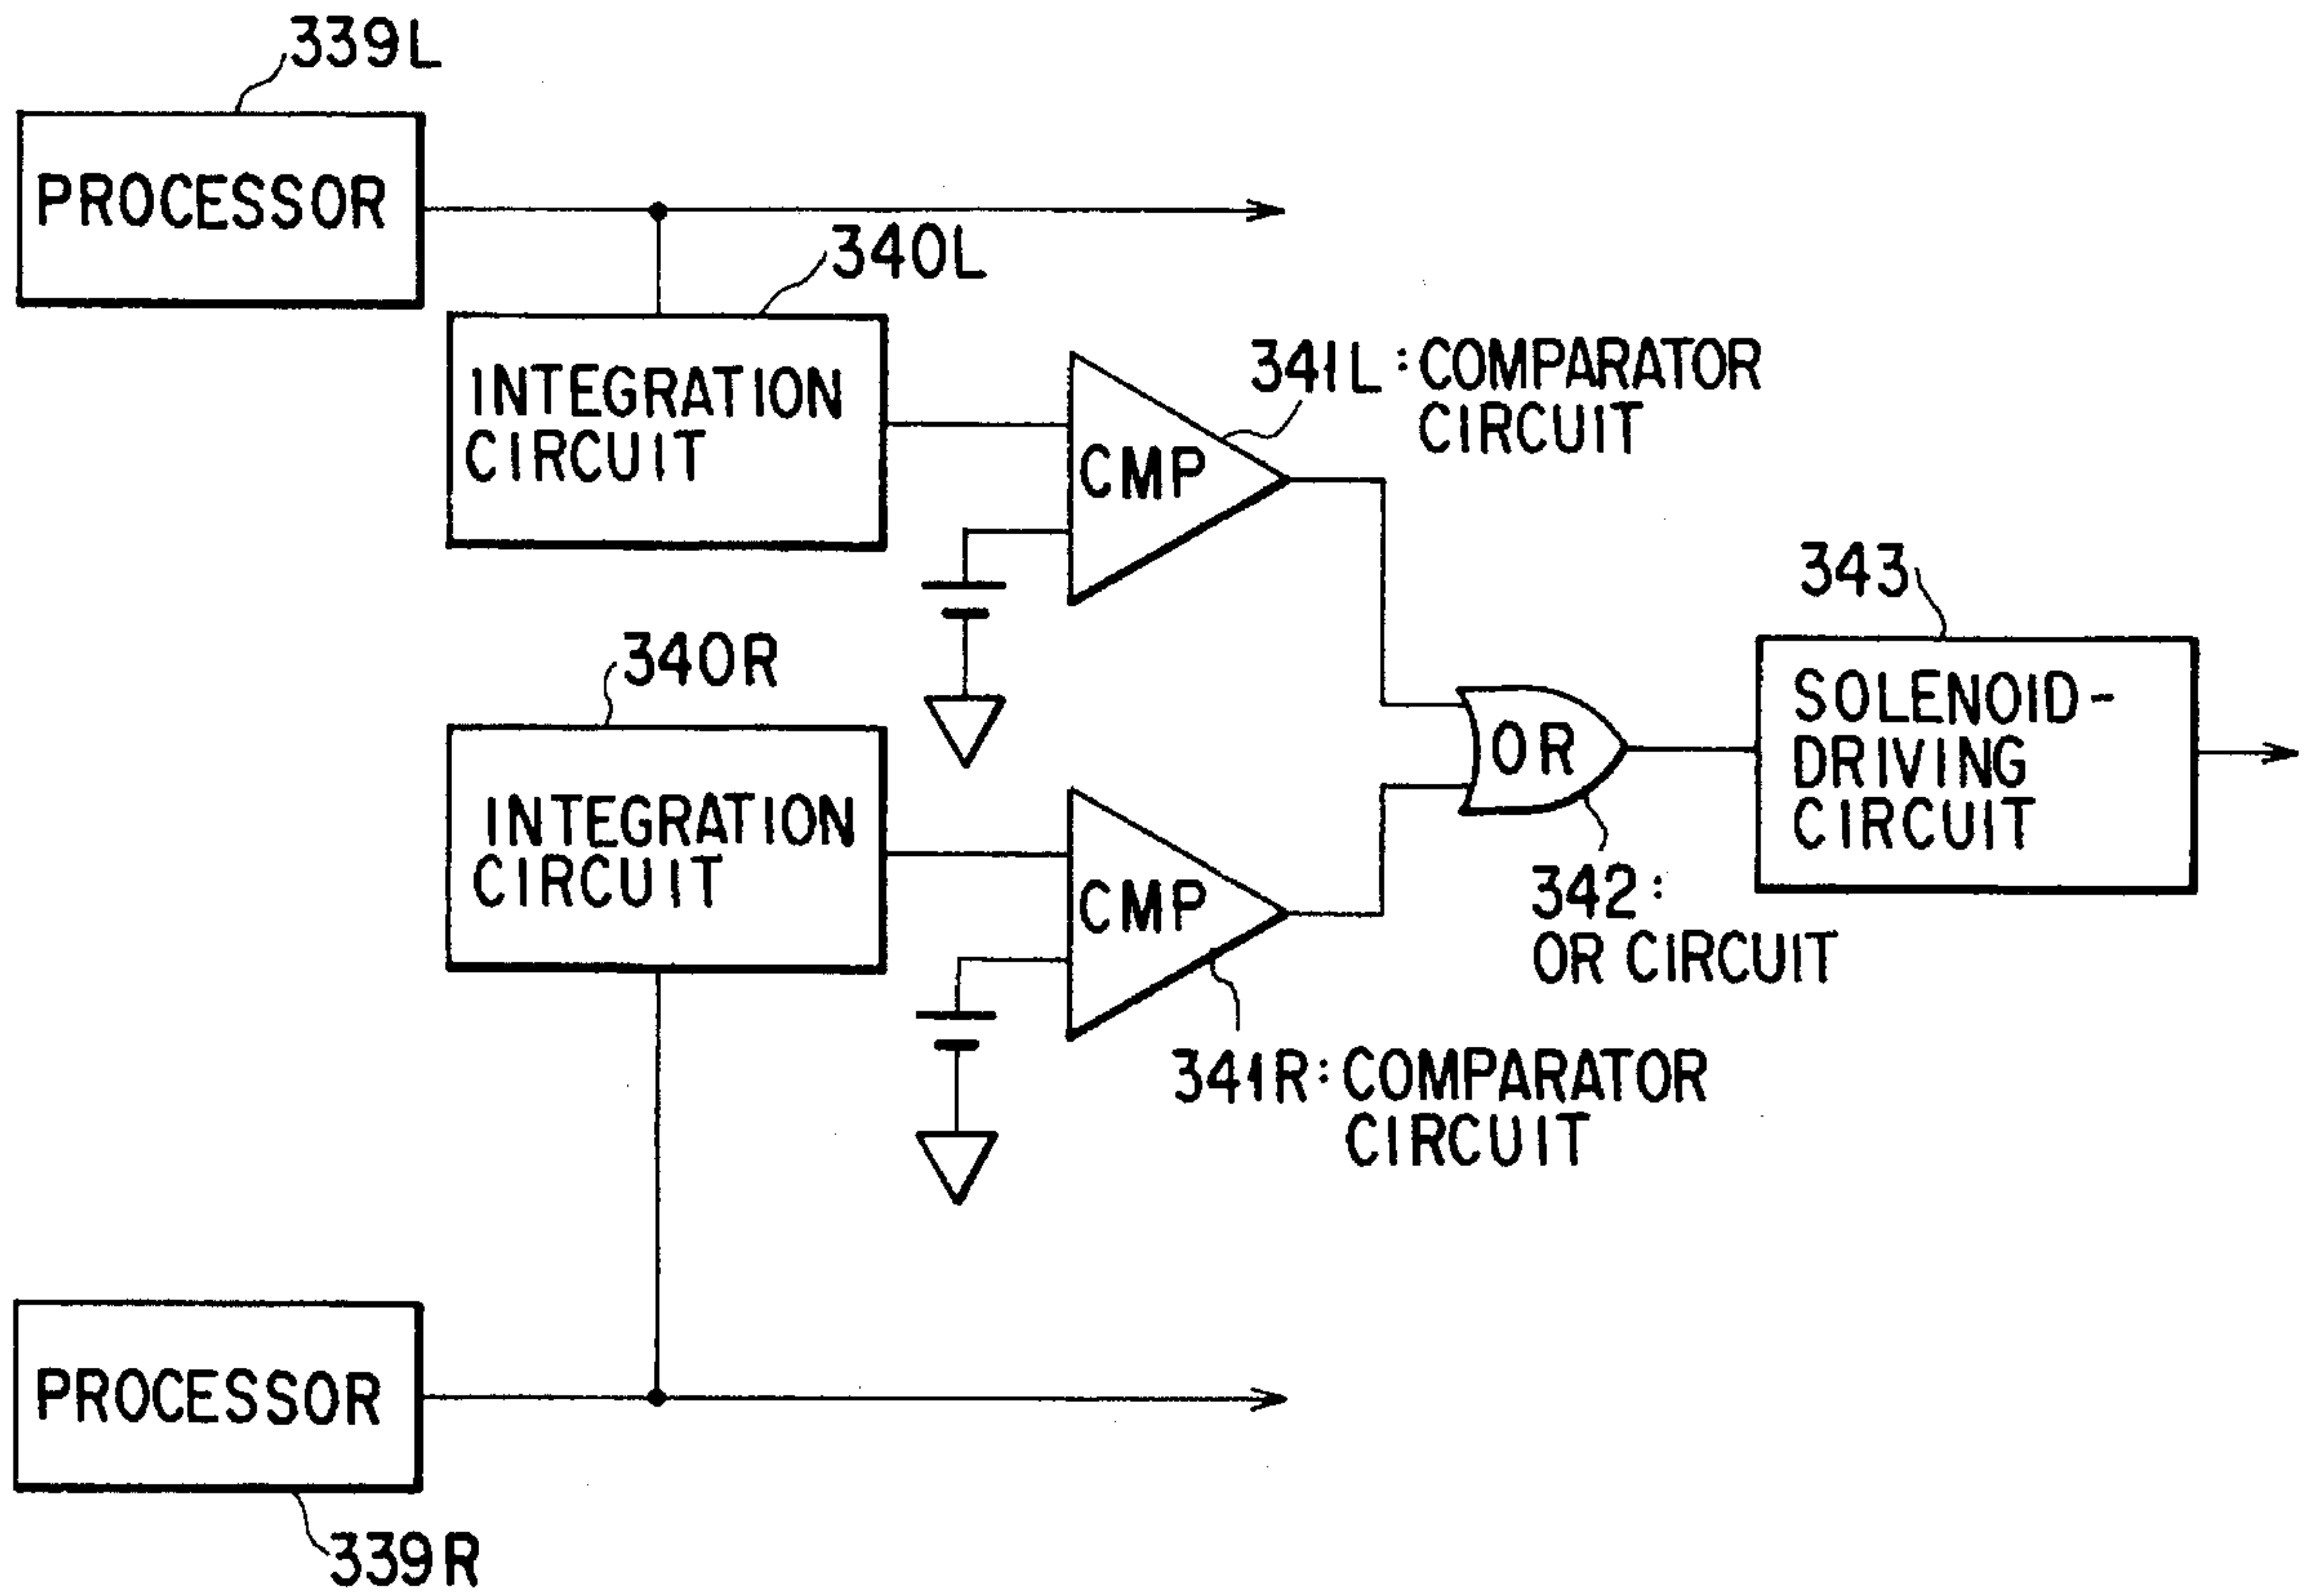 339L
PROCESSOR
340L
INTEGRATION
CIRCUIT
341L : COMPARATOR
CIRCUIT
CMP
343
SOLENOID-
DRIVING
CIRCUIT
340R
INTEGRATION
CIRCUIT
OR
CMP
342 :
OR CIRCUIT
341R : COMPARATOR
CIRCUIT
PROCESSOR
339R